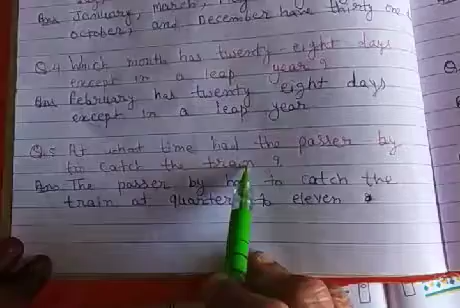 Ans January, March,
October, and December have thirty one
Q.4 Which month has twenty eight days
except in a leap year ?
Ans February has twenty eight days
except in a leap year
Q.5 At what time had the passer by
to catch the train ?
Ans The passer by had to catch the
train at quarter to eleven